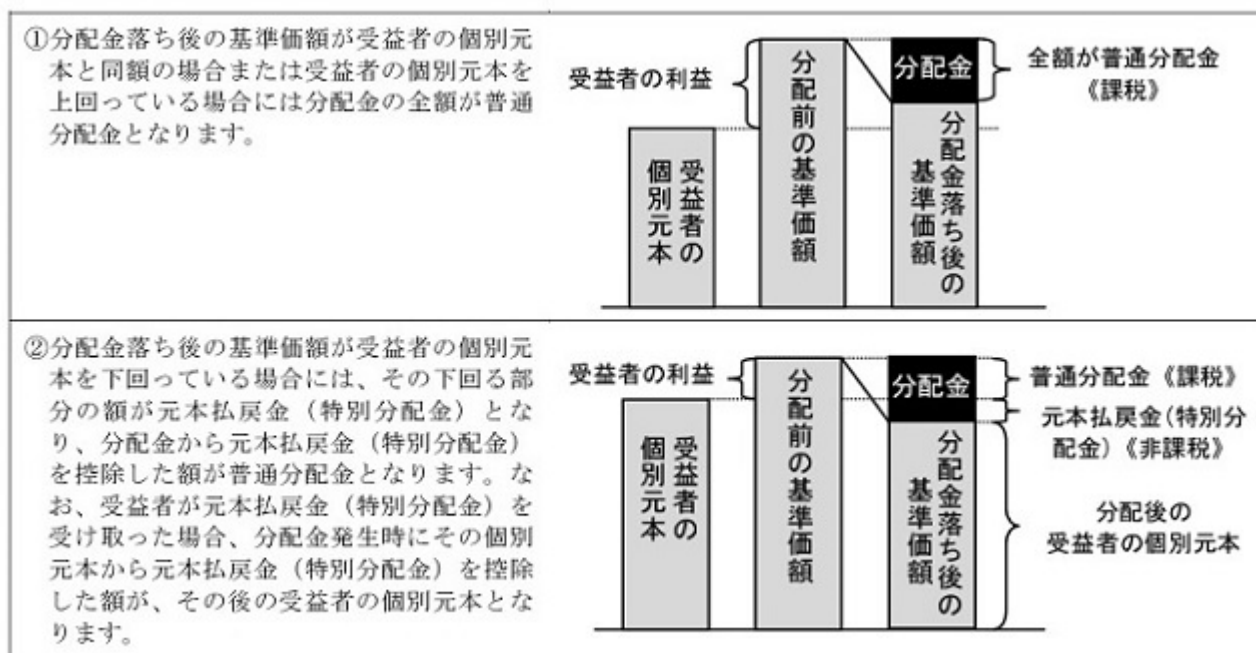 ①分配金落ち後の基準価額が受益者の個別元
本と同額の場合または受益者の個別元本を
上回っている場合には分配金の全額が普通
分配金となります。
受益者の利益
受益者の
個別元本
分配前の基準価額
分配金
分配金落ち後の
基準価額
全額が普通分配金
《課税》
②分配金落ち後の基準価額が受益者の個別元
本を下回っている場合には、その下回る部
分の額が元本払戻金（特別分配金）とな
り、分配金から元本払戻金（特別分配金）
を控除した額が普通分配金となります。な
お、受益者が元本払戻金（特別分配金）を
受け取った場合、分配金発生時にその個別
元本から元本払戻金（特別分配金）を控除
した額が、その後の受益者の個別元本とな
ります。
受益者の利益
受益者の
個別元本
分配前の基準価額
分配金
分配金落ち後の
基準価額
普通分配金《課税》
元本払戻金(特別分
配金)《非課税》
分配後の
受益者の個別元本